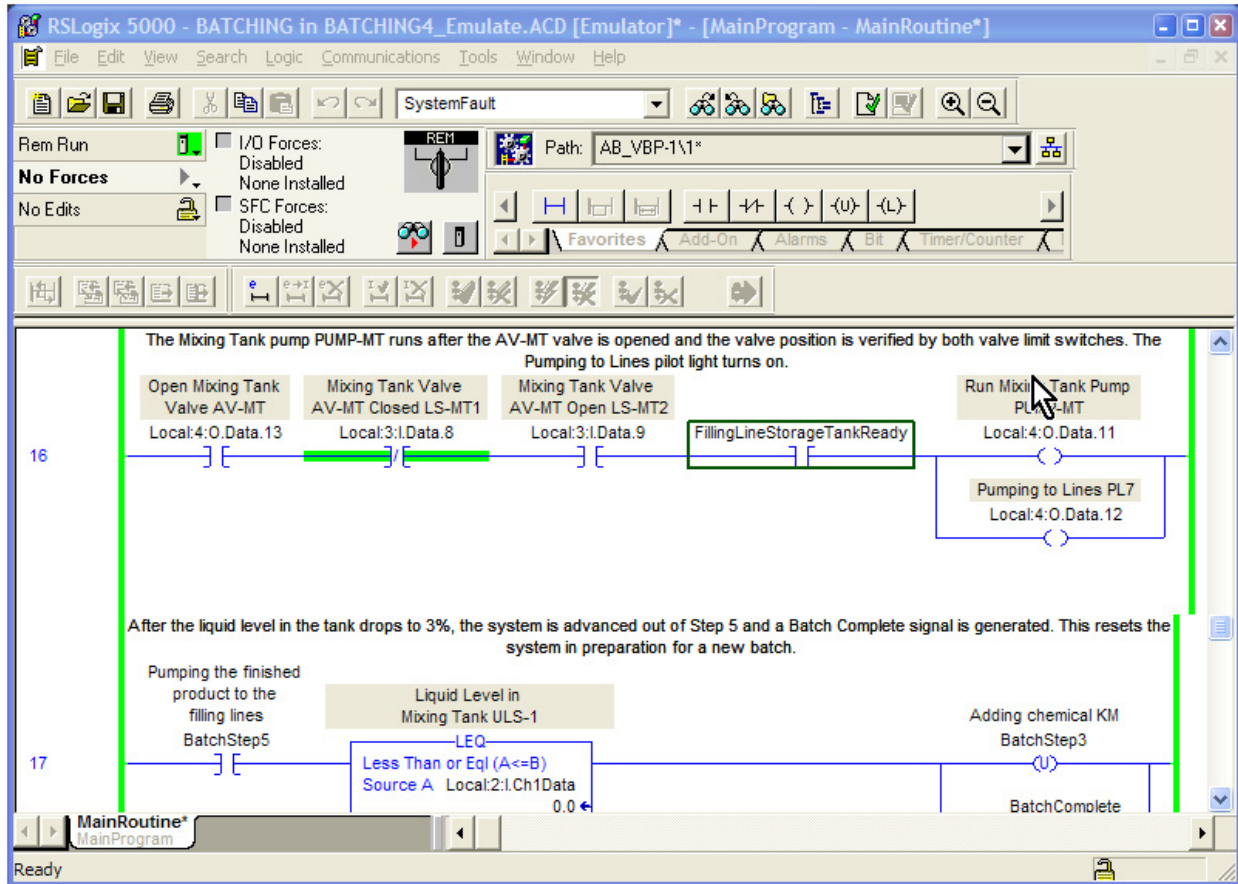 RSLogix 5000 - BATCHING in BATCHING4_Emulate.ACD [Emulator]* - [MainProgram - MainRoutine*]
File Edit View Search Logic Communications Tools Window Help
SystemFault
Rem Run
No Forces
No Edits
I/O Forces:
Disabled
None Installed
SFC Forces:
Disabled
None Installed
REM
Path: AB_VBP-1\1*
Favorites Add-On Alarms Bit Timer/Counter
The Mixing Tank pump PUMP-MT runs after the AV-MT valve is opened and the valve position is verified by both valve limit switches. The
Pumping to Lines pilot light turns on.
Open Mixing Tank
Valve AV-MT
Local:4:O.Data.13
Mixing Tank Valve
AV-MT Closed LS-MT1
Local:3:I.Data.8
Mixing Tank Valve
AV-MT Open LS-MT2
Local:3:I.Data.9
FillingLineStorageTankReady
Run Mixing Tank Pump
PUMP-MT
Local:4:O.Data.11
16
Pumping to Lines PL7
Local:4:O.Data.12
After the liquid level in the tank drops to 3%, the system is advanced out of Step 5 and a Batch Complete signal is generated. This resets the
system in preparation for a new batch.
Pumping the finished
product to the
filling lines
BatchStep5
Liquid Level in
Mixing Tank ULS-1
LEQ
Less Than or Eql (A<=B)
Source A Local:2:I.Ch1Data
0.0
Adding chemical KM
BatchStep3
U
17
BatchComplete
MainRoutine*
MainProgram
Ready